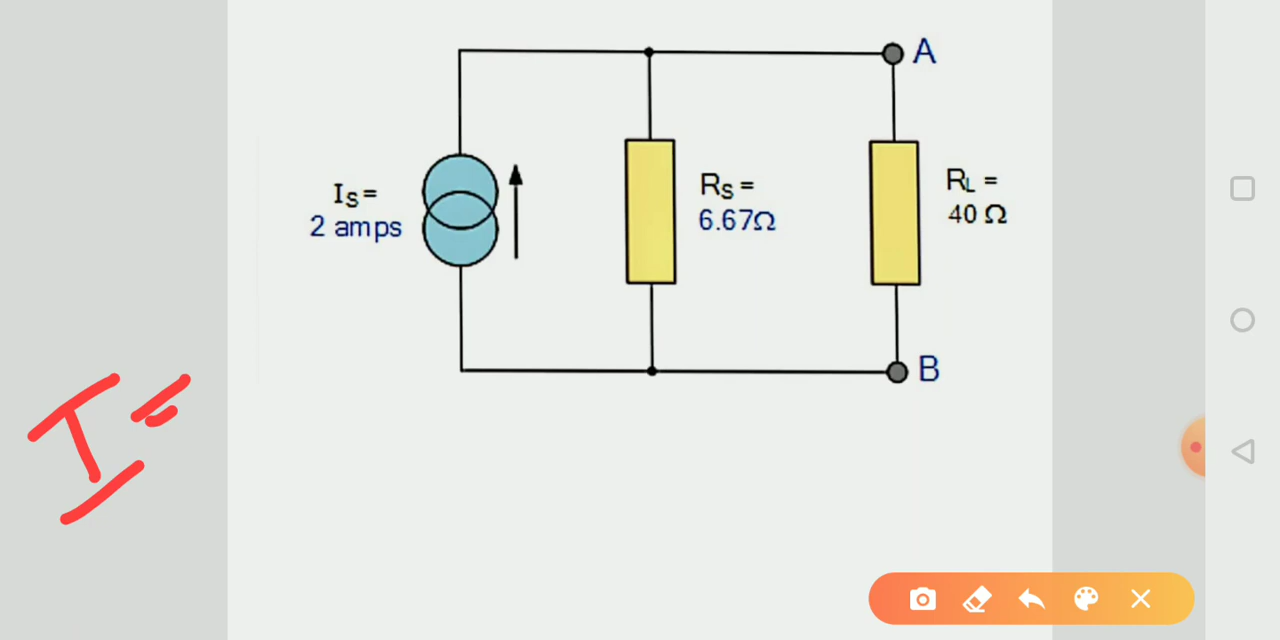 A
IS =
2 amps
RS =
6.67Ω
RL =
40 Ω
B
I=